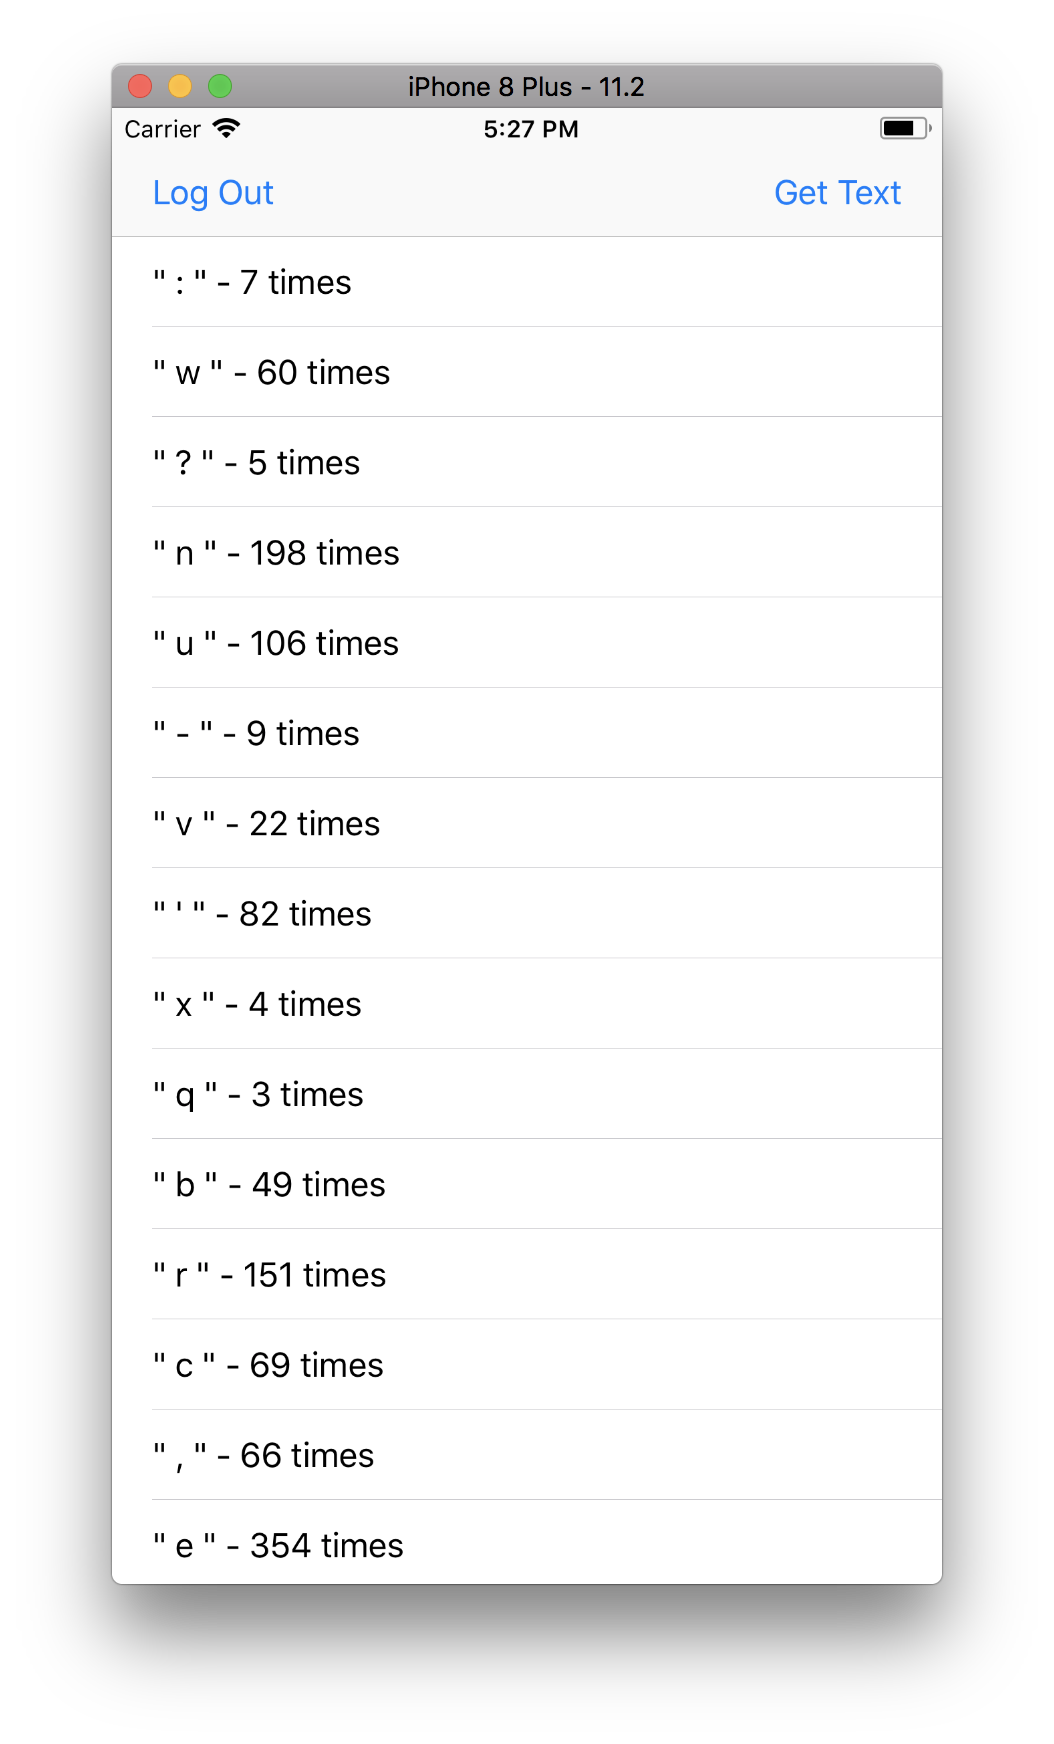 iPhone 8 Plus - 11.2
Carrier 5:27 PM
Log Out Get Text
" : " - 7 times
" w " - 60 times
" ? " - 5 times
" n " - 198 times
" u " - 106 times
" - " - 9 times
" v " - 22 times
" ' " - 82 times
" x " - 4 times
" q " - 3 times
" b " - 49 times
" r " - 151 times
" c " - 69 times
" , " - 66 times
" e " - 354 times